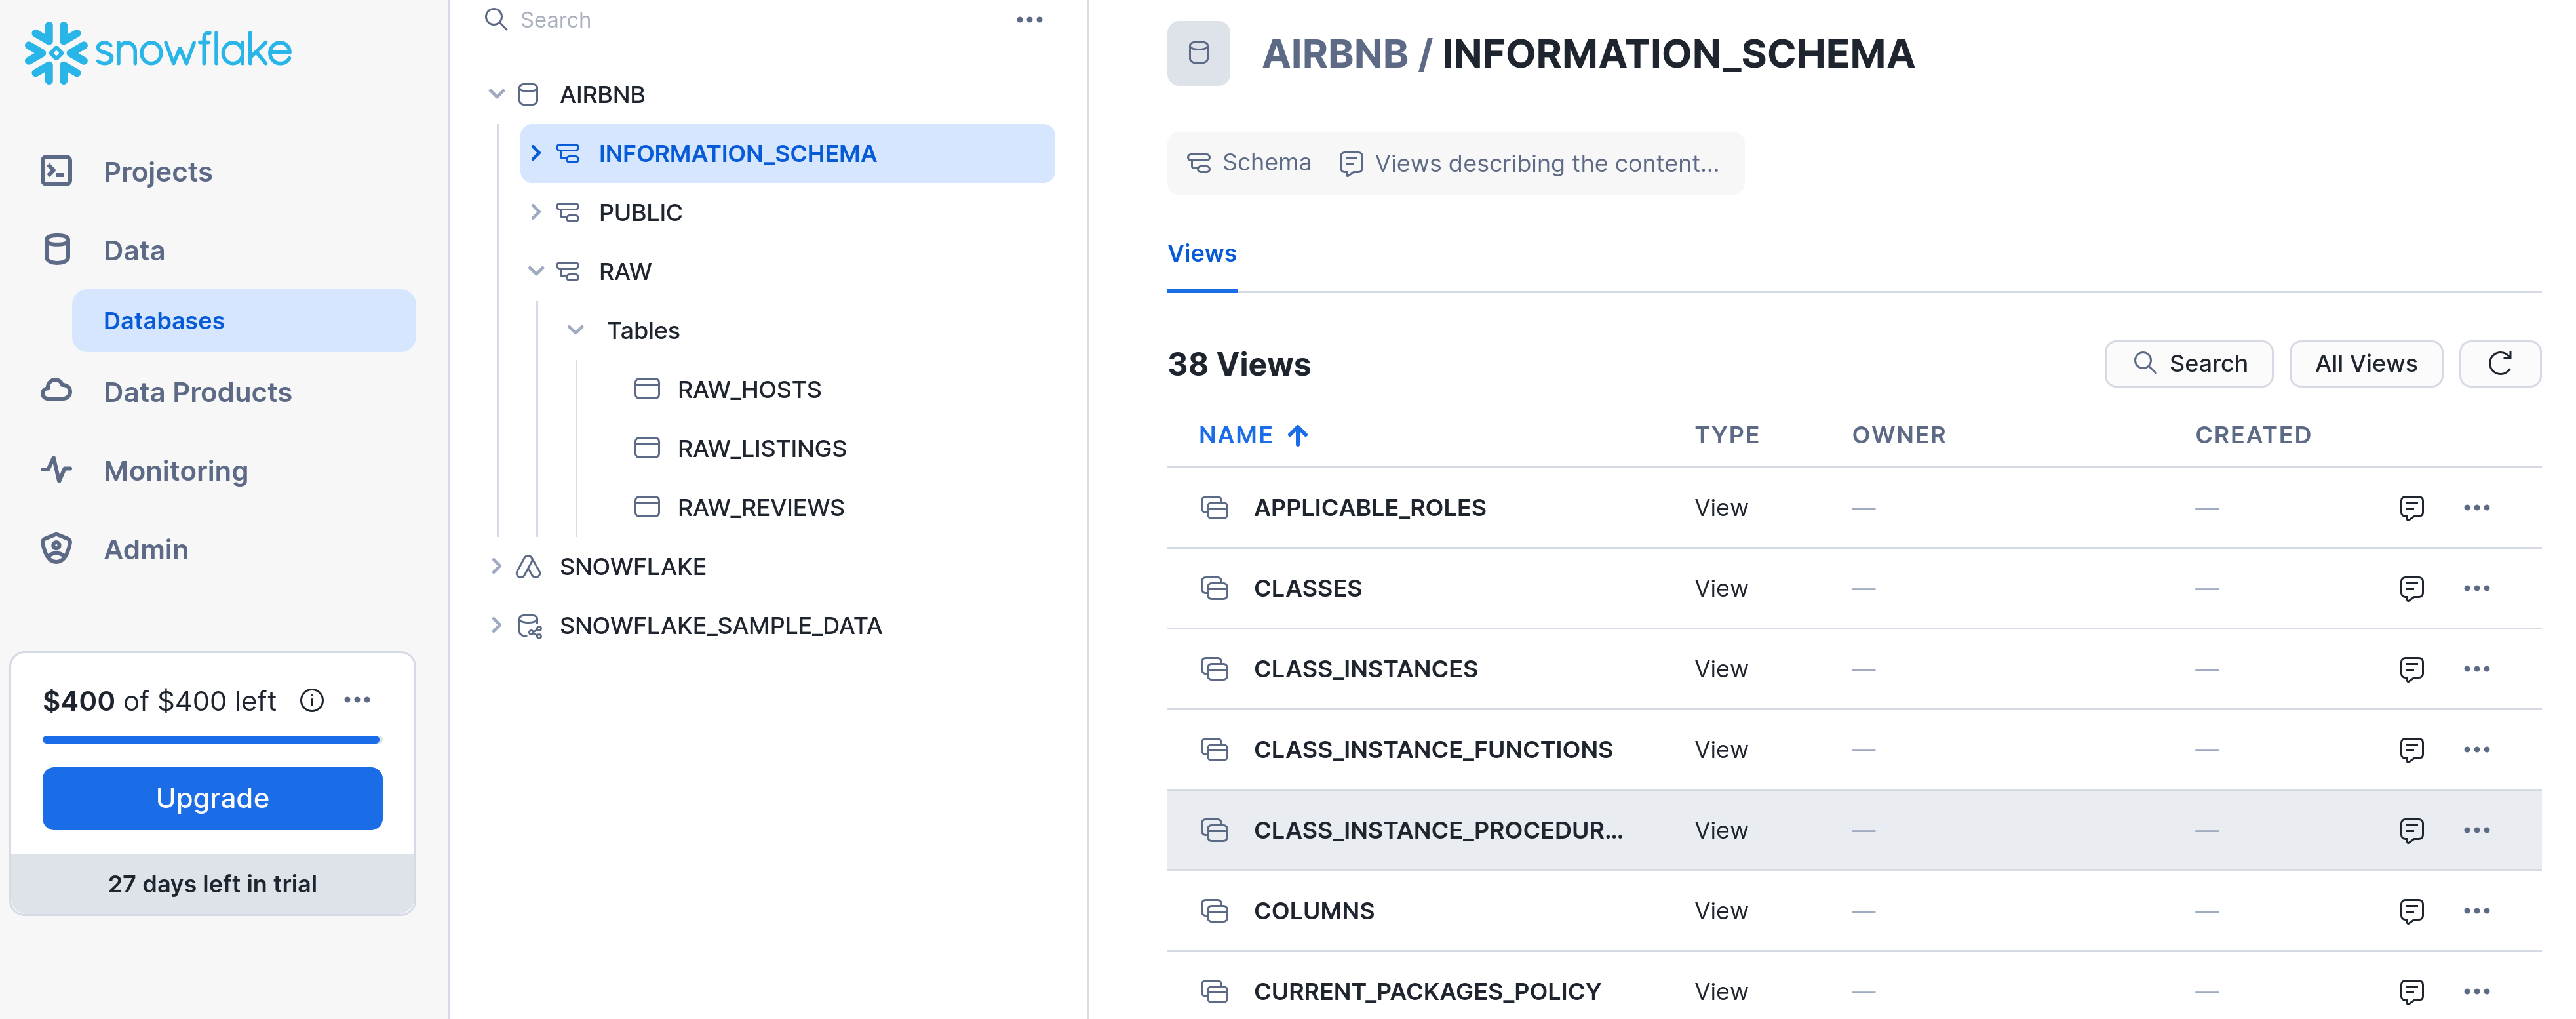 snowflake
Projects
Data
Databases
Data Products
Monitoring
Admin
$400 of $400 left
Upgrade
27 days left in trial
Search
AIRBNB
INFORMATION_SCHEMA
PUBLIC
RAW
Tables
RAW_HOSTS
RAW_LISTINGS
RAW_REVIEWS
SNOWFLAKE
SNOWFLAKE_SAMPLE_DATA
AIRBNB / INFORMATION_SCHEMA
Schema Views describing the content...
Views
38 Views Search All Views
NAME TYPE OWNER CREATED
APPLICABLE_ROLES View — —
CLASSES View — —
CLASS_INSTANCES View — —
CLASS_INSTANCE_FUNCTIONS View — —
CLASS_INSTANCE_PROCEDUR... View — —
COLUMNS View — —
CURRENT_PACKAGES_POLICY View — —